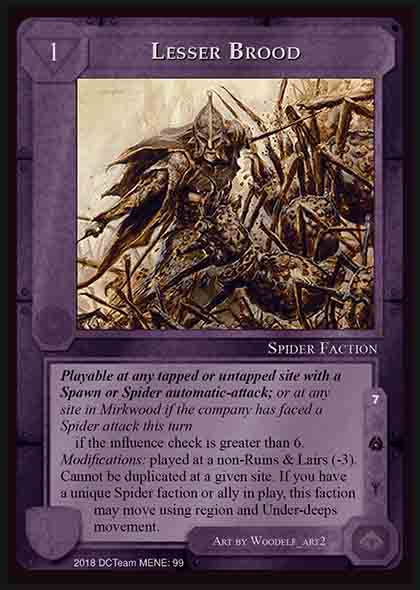 1
LESSER BROOD
SPIDER FACTION
Playable at any tapped or untapped site with a
Spawn or Spider automatic-attack; or at any
site in Mirkwood if the company has faced a
Spider attack this turn
if the influence check is greater than 6.
Modifications: played at a non-Ruins & Lairs (-3).
Cannot be duplicated at a given site. If you have
a unique Spider faction or ally in play, this faction
may move using region and Under-deeps
movement.
7
ART BY WOODELF_ART2
2018 DCTeam MENE: 99